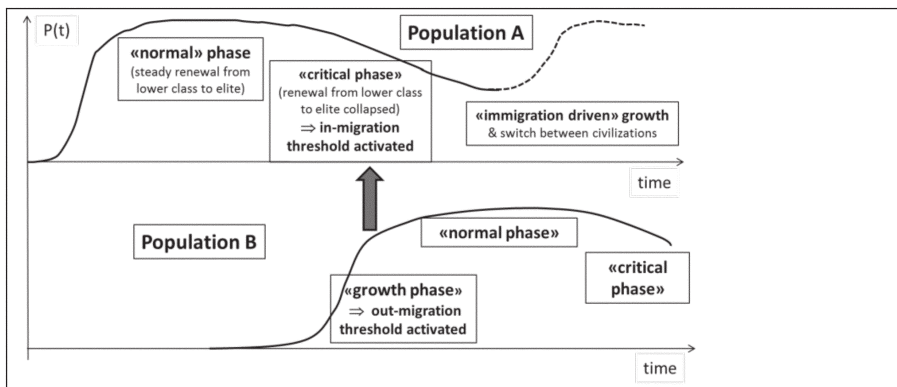 P(t)
Population A
«normal» phase
(steady renewal from
lower class to elite)
«critical phase»
(renewal from lower class
to elite collapsed)
⇒ in-migration
threshold activated
«immigration driven» growth
& switch between civilizations
time
Population B
«normal phase»
«critical
phase»
«growth phase»
⇒ out-migration
threshold activated
time